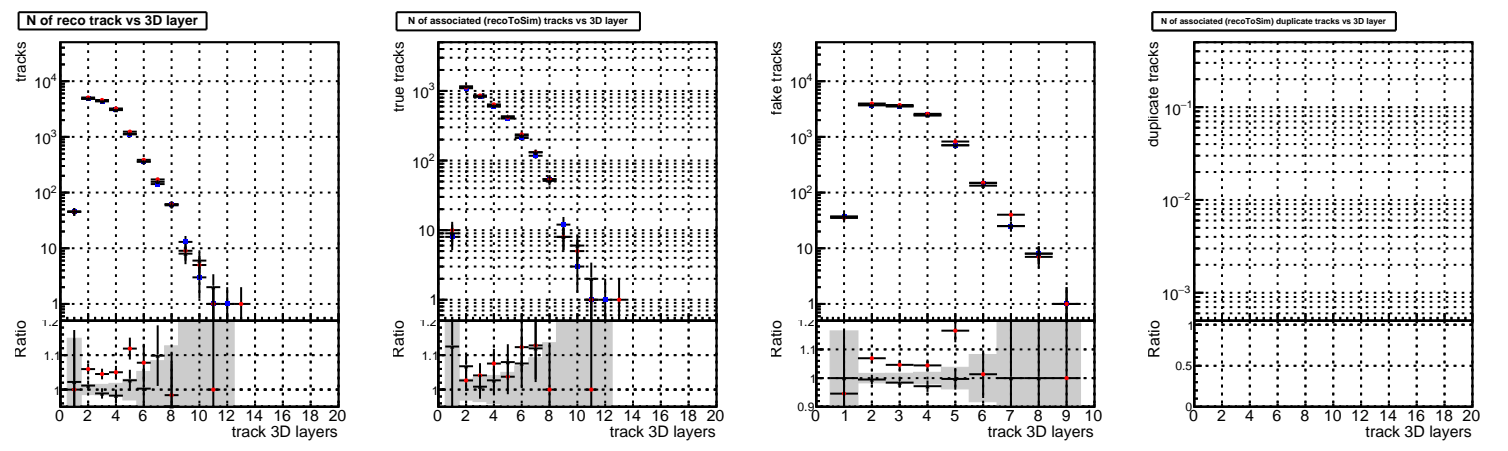 N of reco track vs 3D layer
tracks
10⁴
10³
10²
10
1
Ratio
1.2
1.1
1
0 2 4 6 8 10 12 14 16 18 20
track 3D layers
N of associated (recoToSim) tracks vs 3D layer
true tracks
10³
10²
10
1
Ratio
1.2
1.1
1
0 2 4 6 8 10 12 14 16 18 20
track 3D layers
fake tracks
10⁴
10³
10²
10
1
Ratio
1.2
1.1
1
0.9
0 1 2 3 4 5 6 7 8 9 10
track 3D layers
N of associated (recoToSim) duplicate tracks vs 3D layer
duplicate tracks
10⁻¹
10⁻²
10⁻³
Ratio
1
0.5
0
0 2 4 6 8 10 12 14 16 18 20
track 3D layers